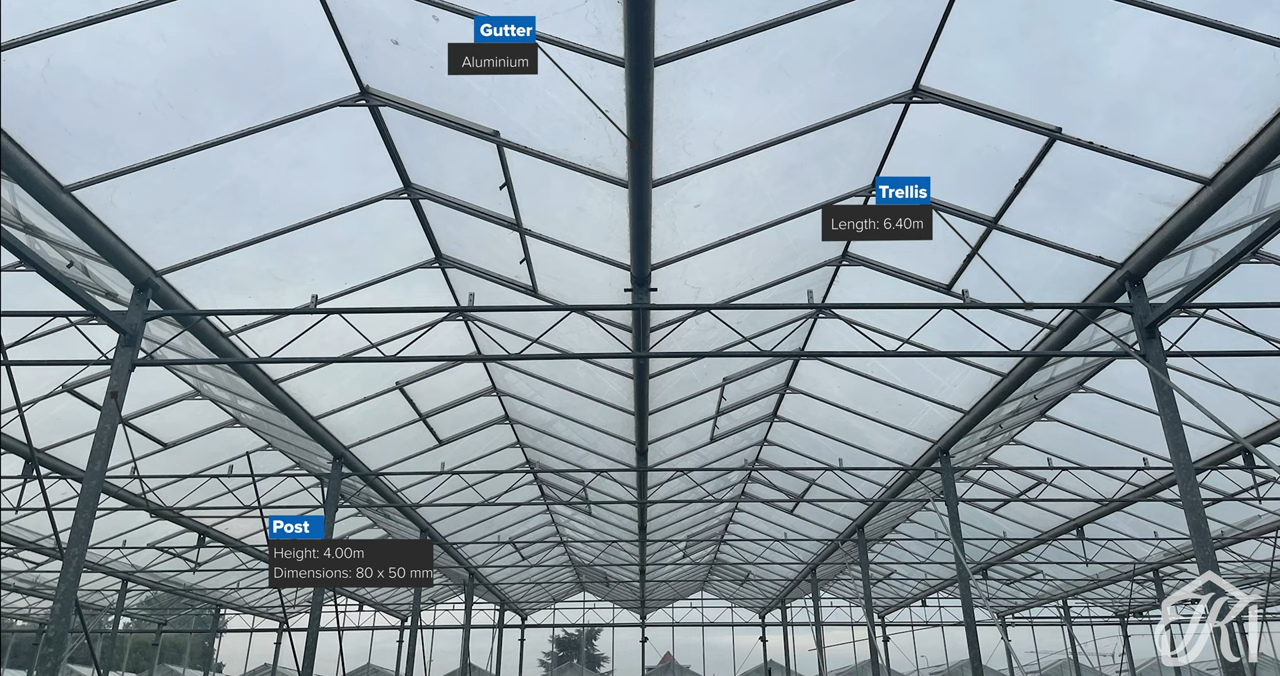 Gutter
Aluminium
Trellis
Length: 6.40m
Post
Height: 4.00m
Dimensions: 80 x 50 mm